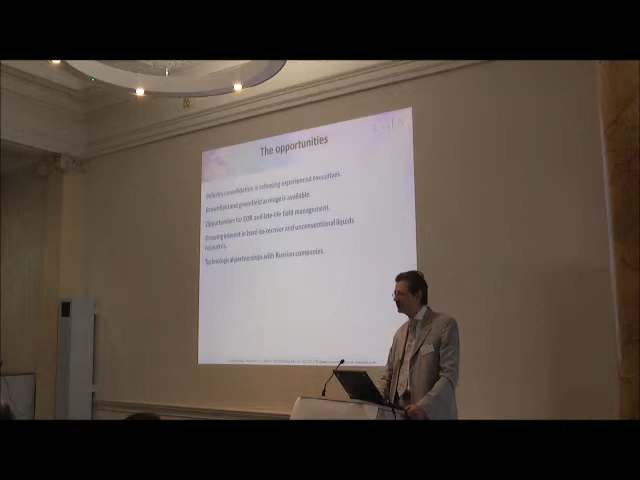 The opportunities
Industry consolidation is releasing experienced executives.
Brownfield and greenfield acreage is available.
Opportunities for EOR and late-life field management.
Growing interest in hard-to-recover and unconventional liquids
resources.
Technological partnerships with Russian companies.